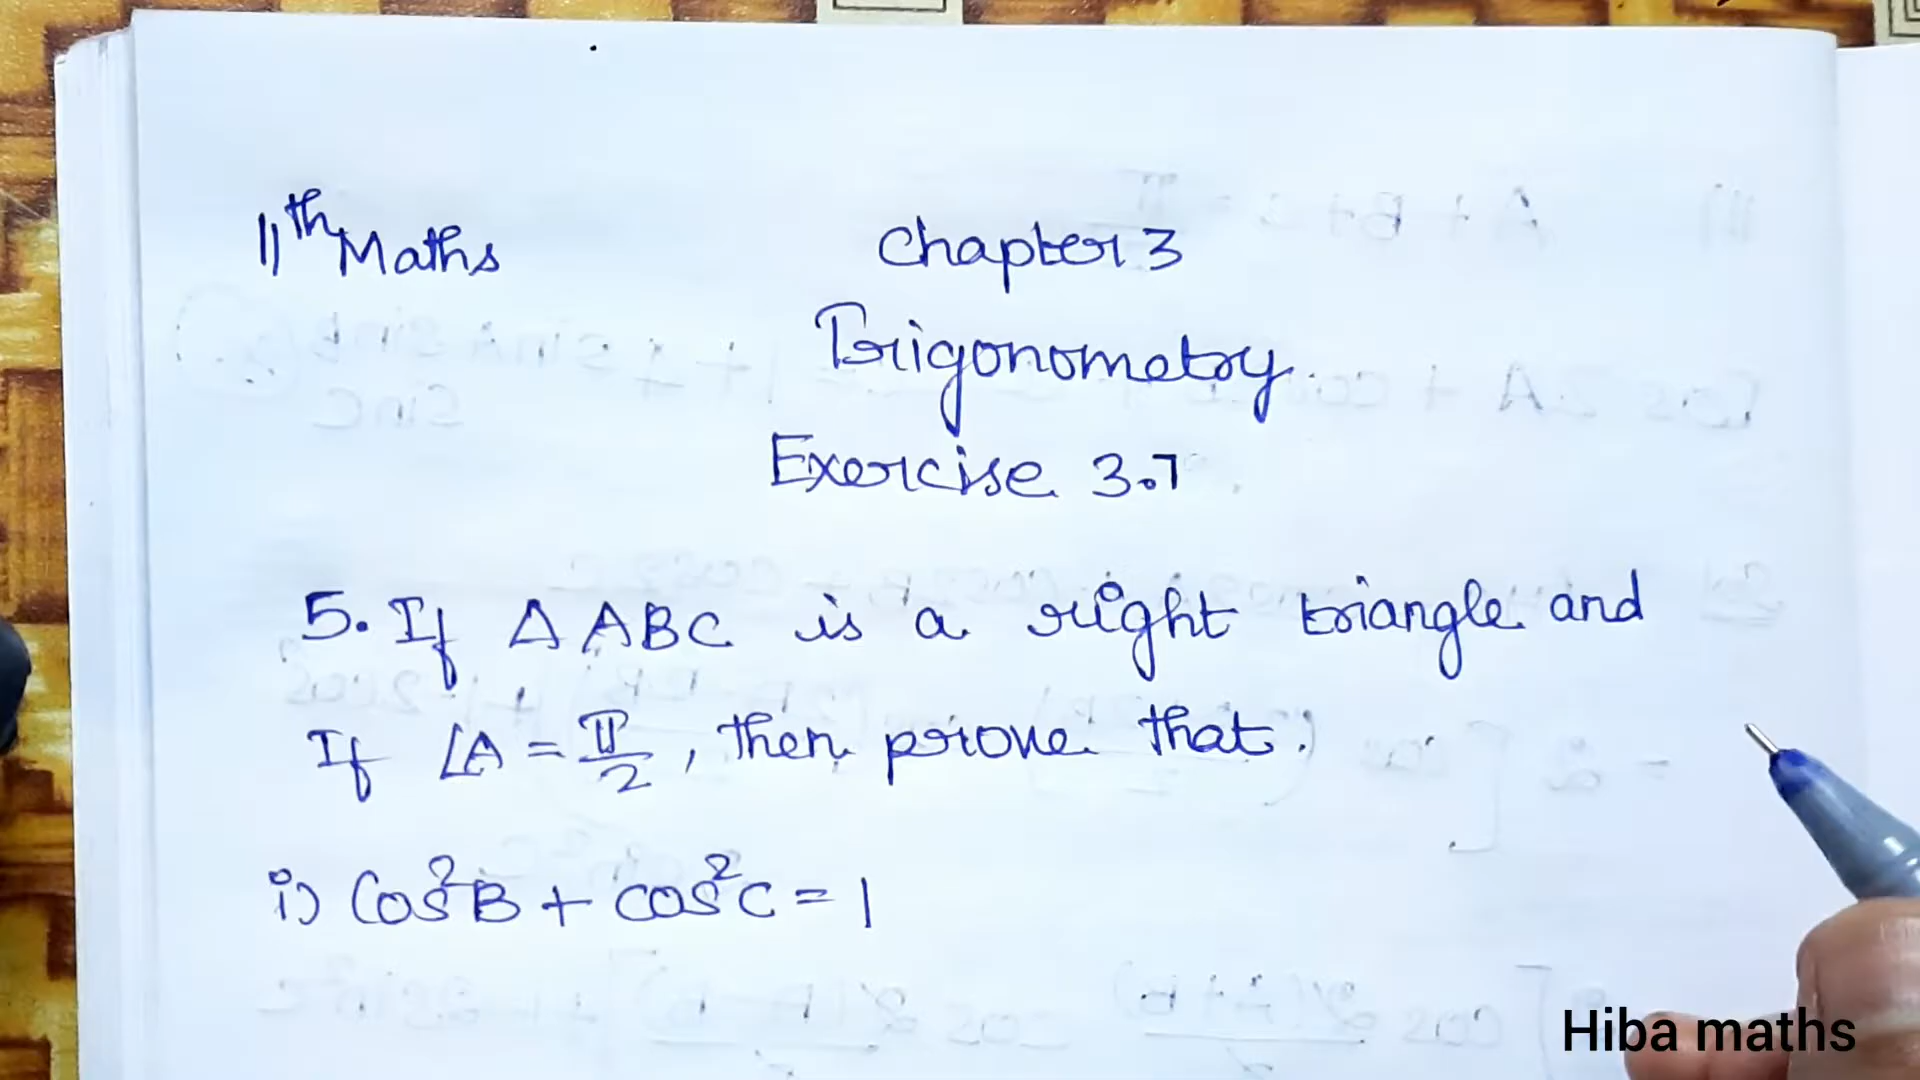 11th Maths Chapter 3
Trigonometry
Exercise 3.7
5. If Δ ABC is a right triangle and
If ∠A = π/2, then prove that.
i) Cos²B + cos²C = 1
Hiba maths